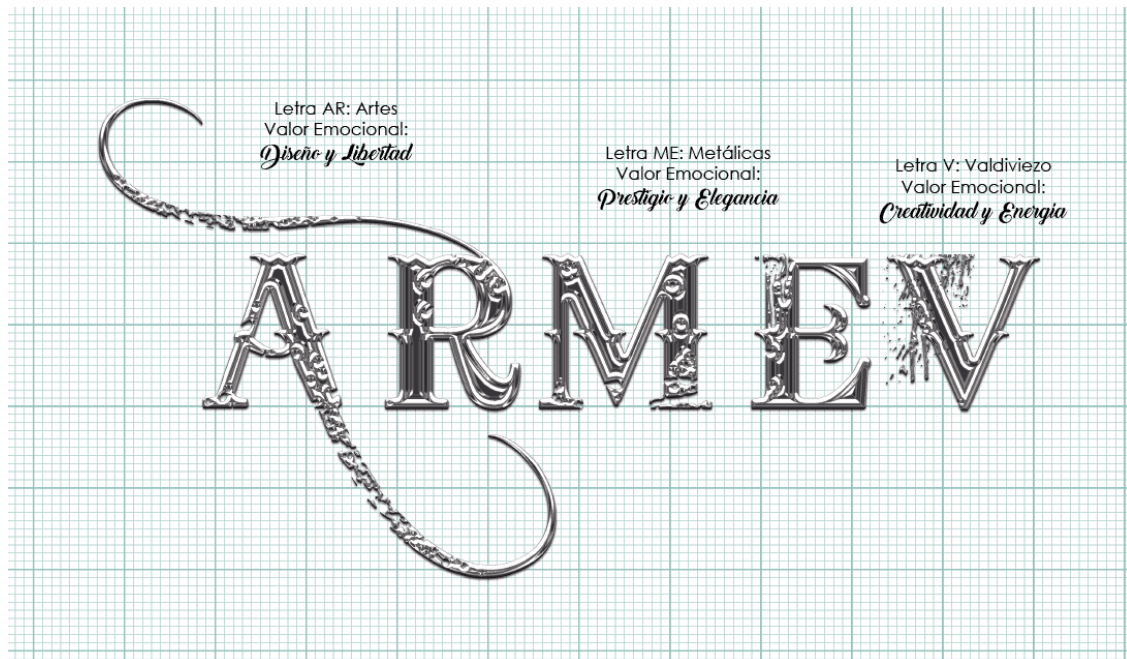 Letra AR: Artes
Valor Emocional:
Diseño y Libertad
Letra ME: Metálicas
Valor Emocional:
Prestigio y Elegancia
Letra V: Valdiviezo
Valor Emocional:
Creatividad y Energía
ARMEV